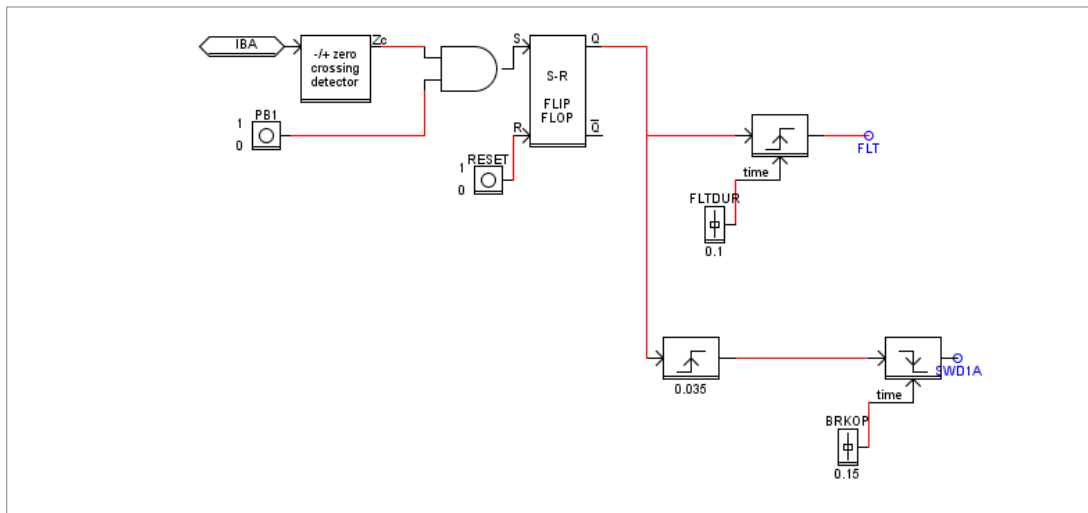 IBA
-/+ zero
crossing
detector
Zc
PB1
1
0
S
R
Q
Q̅
S-R
FLIP
FLOP
RESET
1
0
FLT
time
FLTDUR
0.1
0.035
SWD1A
time
BRKOP
0.15